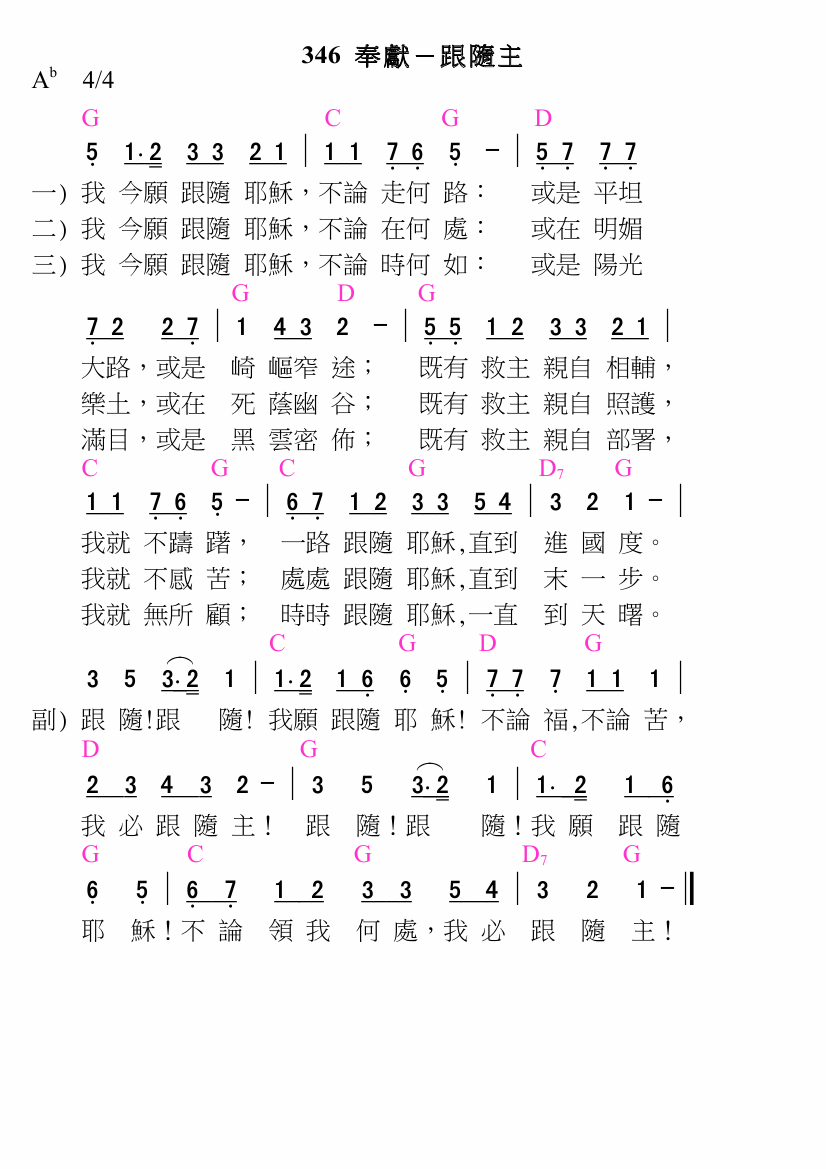 346 奉獻－跟隨主
Ab 4/4
G C G D
5 1·2 3 3 2 1 | 1 1 7 6 5 － | 5 7 7 7
一) 我 今願 跟隨 耶穌，不論 走何 路： 或是 平坦
二) 我 今願 跟隨 耶穌，不論 在何 處： 或在 明媚
三) 我 今願 跟隨 耶穌，不論 時何 如： 或是 陽光
G D G
7 2 2 7 | 1 4 3 2 － | 5 5 1 2 3 3 2 1 |
大路，或是 崎 嶇窄 途； 既有 救主 親自 相輔，
樂土，或在 死 蔭幽 谷； 既有 救主 親自 照護，
滿目，或是 黑 雲密 佈； 既有 救主 親自 部署，
C G C G D7 G
1 1 7 6 5 － | 6 7 1 2 3 3 5 4 | 3 2 1 － |
我就 不躊 躇， 一路 跟隨 耶穌,直到 進 國 度。
我就 不感 苦； 處處 跟隨 耶穌,直到 末 一 步。
我就 無所 顧； 時時 跟隨 耶穌,一直 到 天 曙。
C G D G
3 5 3·2 1 | 1·2 1 6 6 5 | 7 7 7 1 1 1 |
副) 跟 隨!跟 隨! 我願 跟隨 耶 穌! 不論 福,不論 苦，
D G C
2 3 4 3 2 － | 3 5 3·2 1 | 1· 2 1 6
我 必 跟 隨 主！ 跟 隨！跟 隨！我 願 跟 隨
G C G D7 G
6 5 | 6 7 1 2 3 3 5 4 | 3 2 1 － ‖
耶 穌！不 論 領 我 何 處，我 必 跟 隨 主！